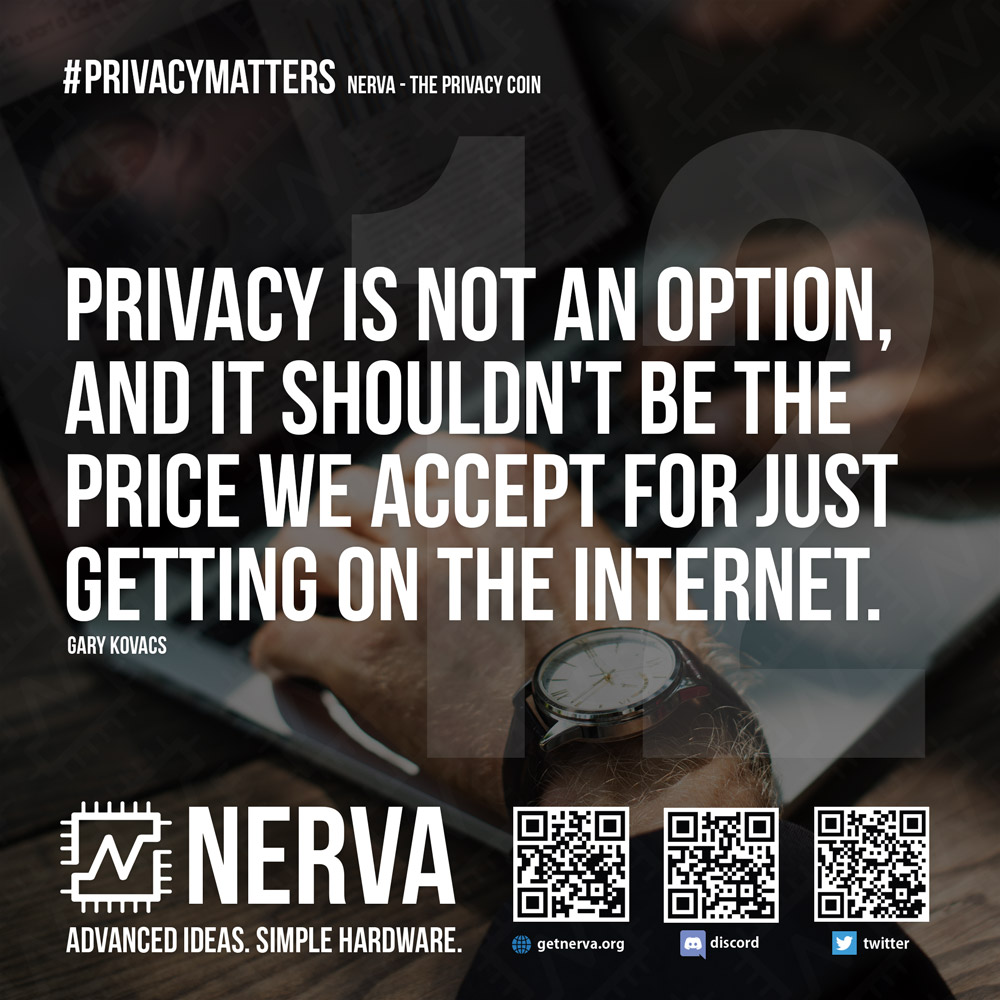 #PRIVACYMATTERS NERVA - THE PRIVACY COIN
12
PRIVACY IS NOT AN OPTION,
AND IT SHOULDN'T BE THE
PRICE WE ACCEPT FOR JUST
GETTING ON THE INTERNET.
GARY KOVACS
NERVA
ADVANCED IDEAS. SIMPLE HARDWARE.
getnerva.org discord twitter